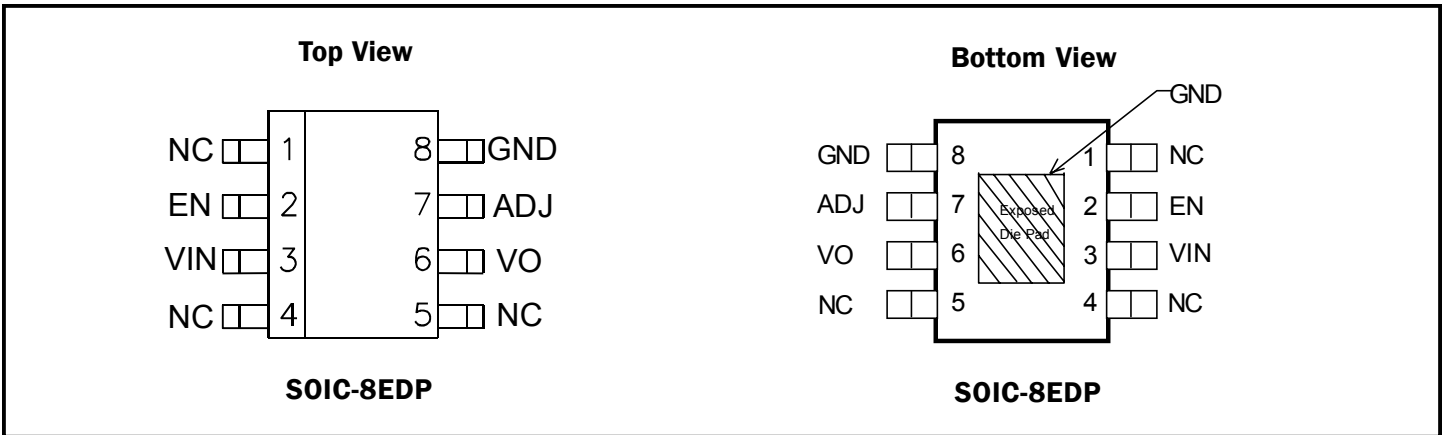 Top View
NC 1 8 GND
EN 2 7 ADJ
VIN 3 6 VO
NC 4 5 NC
SOIC-8EDP
Bottom View
GND
GND 8 1 NC
ADJ 7 2 EN
VO 6 3 VIN
NC 5 4 NC
Exposed
Die Pad
SOIC-8EDP